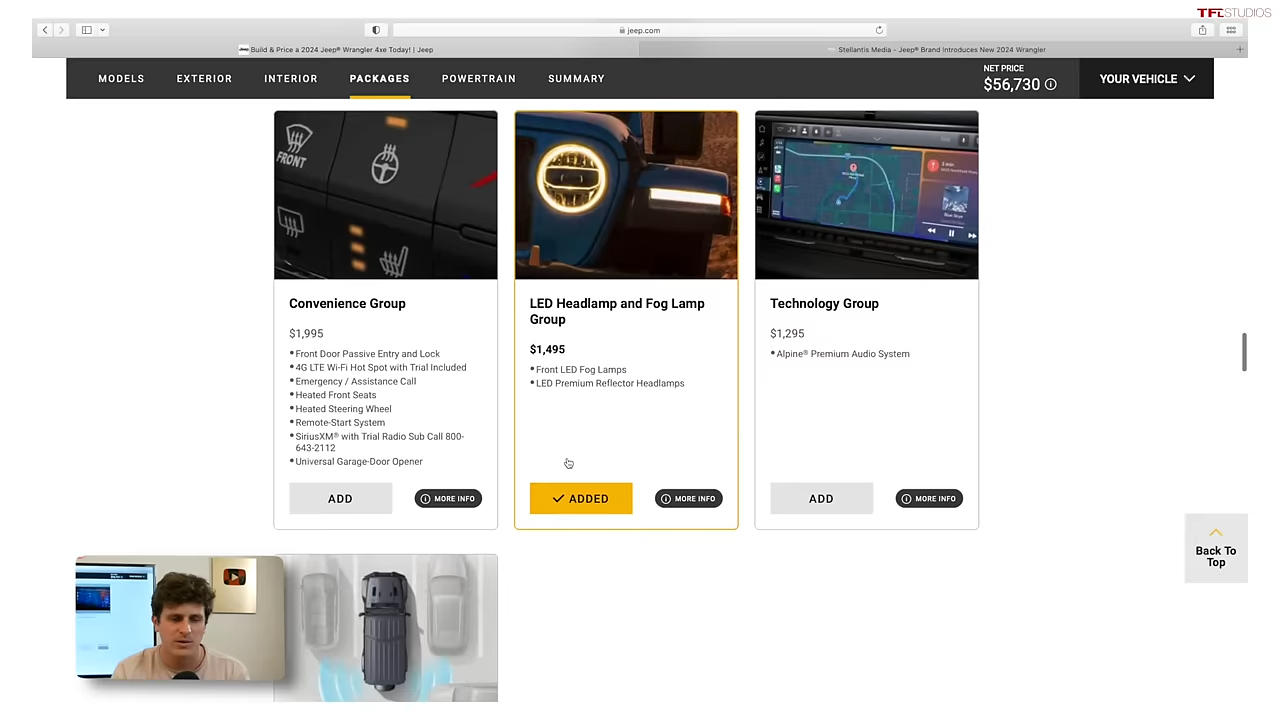 TFLSTUDIOS
jeep.com
Build & Price a 2024 Jeep® Wrangler 4xe Today! | Jeep
Stellantis Media - Jeep® Brand Introduces New 2024 Wrangler
MODELS
EXTERIOR
INTERIOR
PACKAGES
POWERTRAIN
SUMMARY
NET PRICE
$56,730
YOUR VEHICLE
FRONT
Convenience Group
$1,995
Front Door Passive Entry and Lock
4G LTE Wi-Fi Hot Spot with Trial Included
Emergency / Assistance Call
Heated Front Seats
Heated Steering Wheel
Remote-Start System
SiriusXM® with Trial Radio Sub Call 800-
643-2112
Universal Garage-Door Opener
ADD
MORE INFO
LED Headlamp and Fog Lamp
Group
$1,495
Front LED Fog Lamps
LED Premium Reflector Headlamps
ADDED
MORE INFO
Technology Group
$1,295
Alpine® Premium Audio System
ADD
MORE INFO
Back To
Top